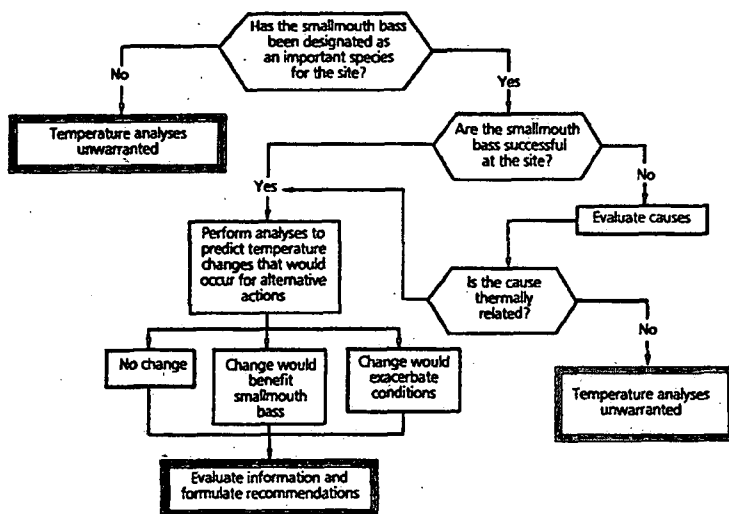 Has the smallmouth bass
been designated as
an important species
for the site?
No
Yes
Temperature analyses
unwarranted
Are the smallmouth
bass successful
at the site?
Yes
No
Evaluate causes
Perform analyses to
predict temperature
changes that would
occur for alternative
actions
Is the cause
thermally
related?
No
No change
Change would
benefit
smallmouth
bass
Change would
exacerbate
conditions
Temperature analyses
unwarranted
Evaluate information and
formulate recommendations